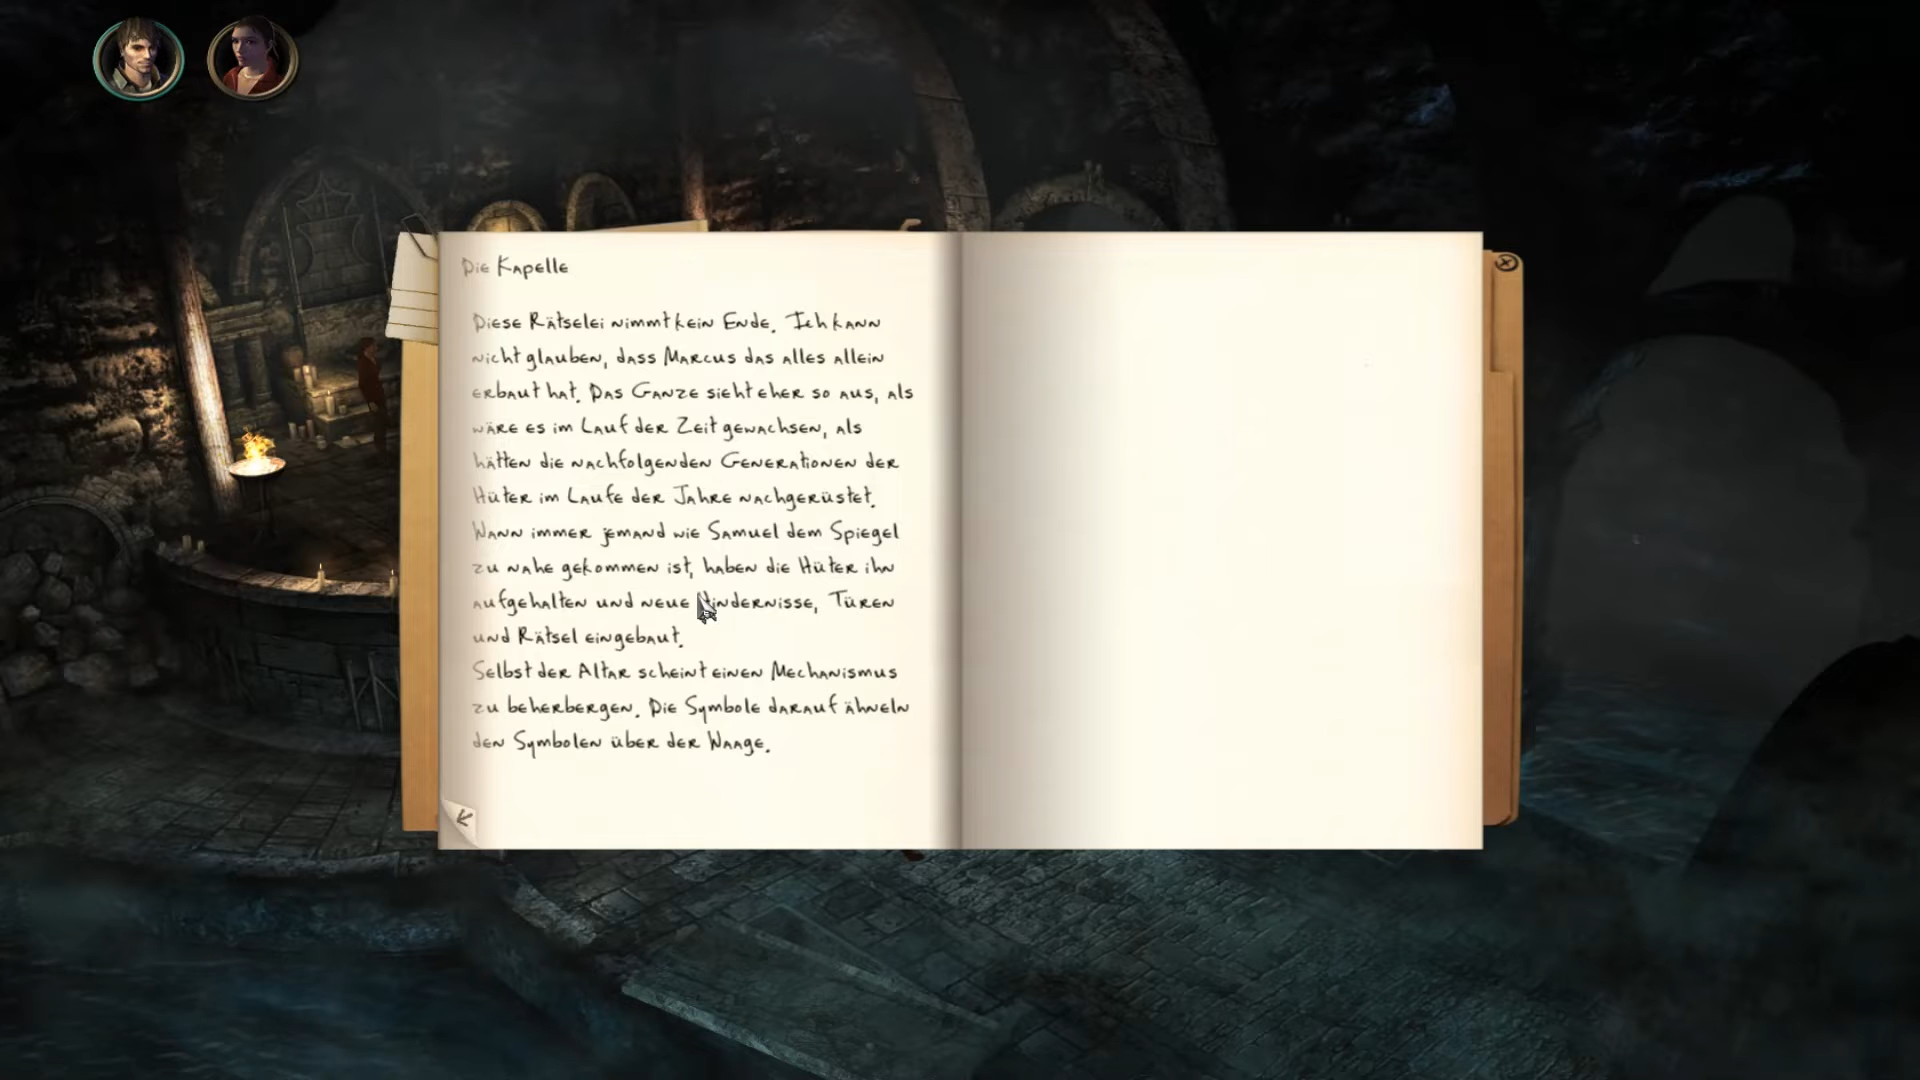 Die Kapelle
Diese Rätselei nimmt kein Ende. Ich kann
nicht glauben, dass Marcus das alles allein
erbaut hat. Das Ganze sieht eher so aus, als
wäre es im Lauf der Zeit gewachsen, als
hätten die nachfolgenden Generationen der
Hüter im Laufe der Jahre nachgerüstet.
Wann immer jemand wie Samuel dem Spiegel
zu nahe gekommen ist, haben die Hüter ihn
aufgehalten und neue Hindernisse, Türen
und Rätsel eingebaut.
Selbst der Altar scheint einen Mechanismus
zu beherbergen. Die Symbole darauf ähneln
den Symbolen über der Waage.